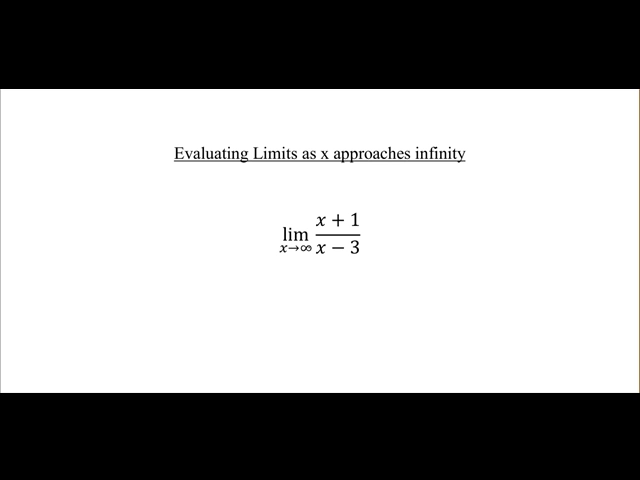 Evaluating Limits as x approaches infinity
lim x→∞ (x + 1)/(x − 3)